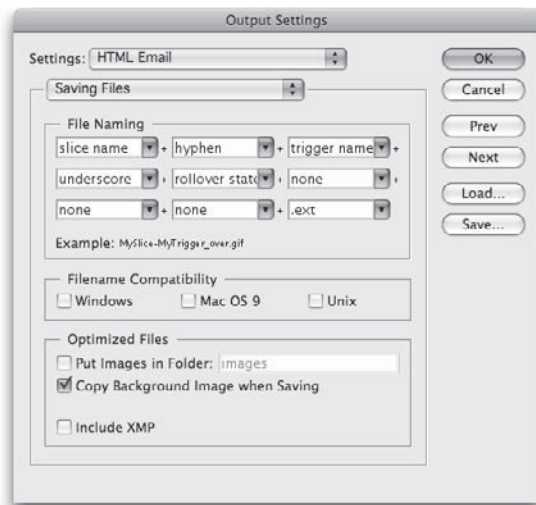 Output Settings
Settings: HTML Email
OK
Saving Files
Cancel
File Naming
Prev
slice name + hyphen + trigger name +
Next
underscore + rollover state + none +
Load...
none + none + .ext
Save...
Example: MySlice-MyTrigger_over.gif
Filename Compatibility
Windows Mac OS 9 Unix
Optimized Files
Put Images in Folder: images
Copy Background Image when Saving
Include XMP